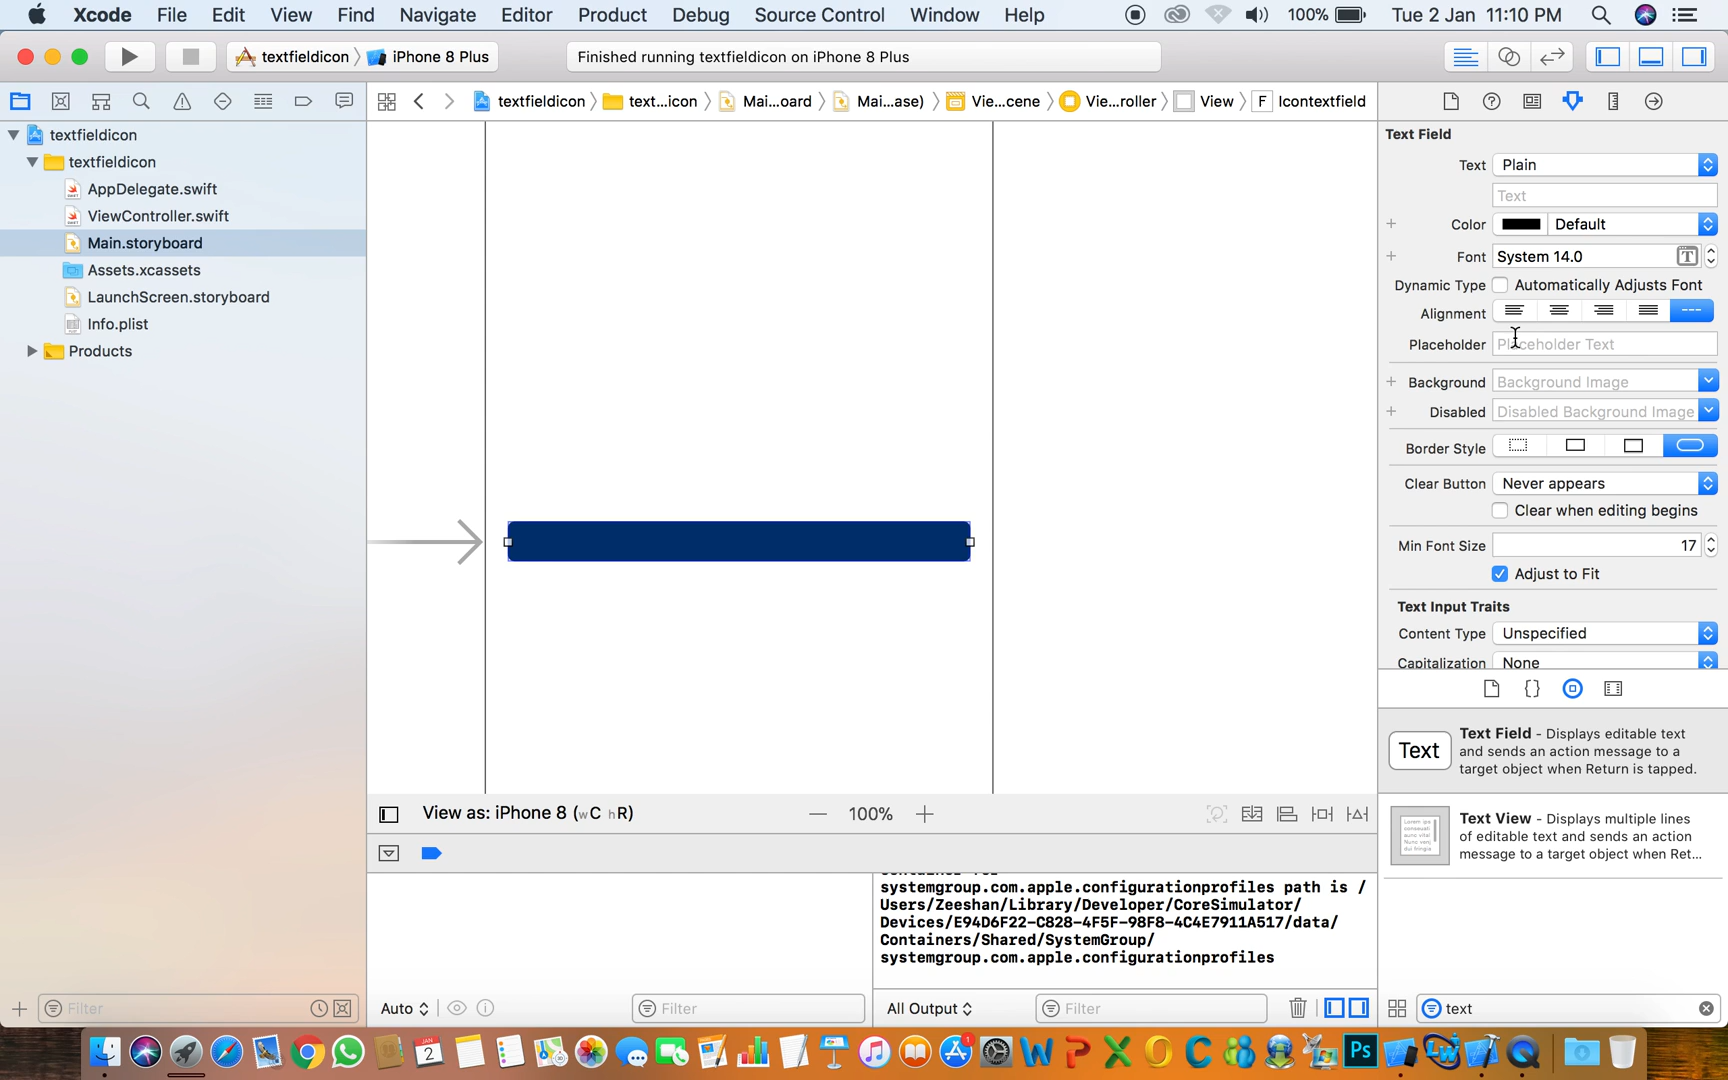 Xcode File Edit View Find Navigate Editor Product Debug Source Control Window Help 100% Tue 2 Jan 11:10 PM
textfieldicon iPhone 8 Plus Finished running textfieldicon on iPhone 8 Plus
textfieldicon text...icon Mai...oard Mai...ase) Vie...cene Vie...roller View F Icontextfield
textfieldicon
textfieldicon
AppDelegate.swift
ViewController.swift
Main.storyboard
Assets.xcassets
LaunchScreen.storyboard
Info.plist
Products
Filter
View as: iPhone 8 (wC hR) 100%
systemgroup.com.apple.configurationprofiles path is /
Users/Zeeshan/Library/Developer/CoreSimulator/
Devices/E94D6F22-C828-4F5F-98F8-4C4E7911A517/data/
Containers/Shared/SystemGroup/
systemgroup.com.apple.configurationprofiles
Auto Filter All Output Filter
Text Field
Text Plain
Text
Color Default
Font System 14.0 T
Dynamic Type Automatically Adjusts Font
Alignment
Placeholder Placeholder Text
Background Background Image
Disabled Disabled Background Image
Border Style
Clear Button Never appears
Clear when editing begins
Min Font Size 17
Adjust to Fit
Text Input Traits
Content Type Unspecified
Capitalization None
Text
Text Field - Displays editable text
and sends an action message to a
target object when Return is tapped.
Text View - Displays multiple lines
of editable text and sends an action
message to a target object when Ret...
text
JAN
2
1
W P X O C
Ps
LW